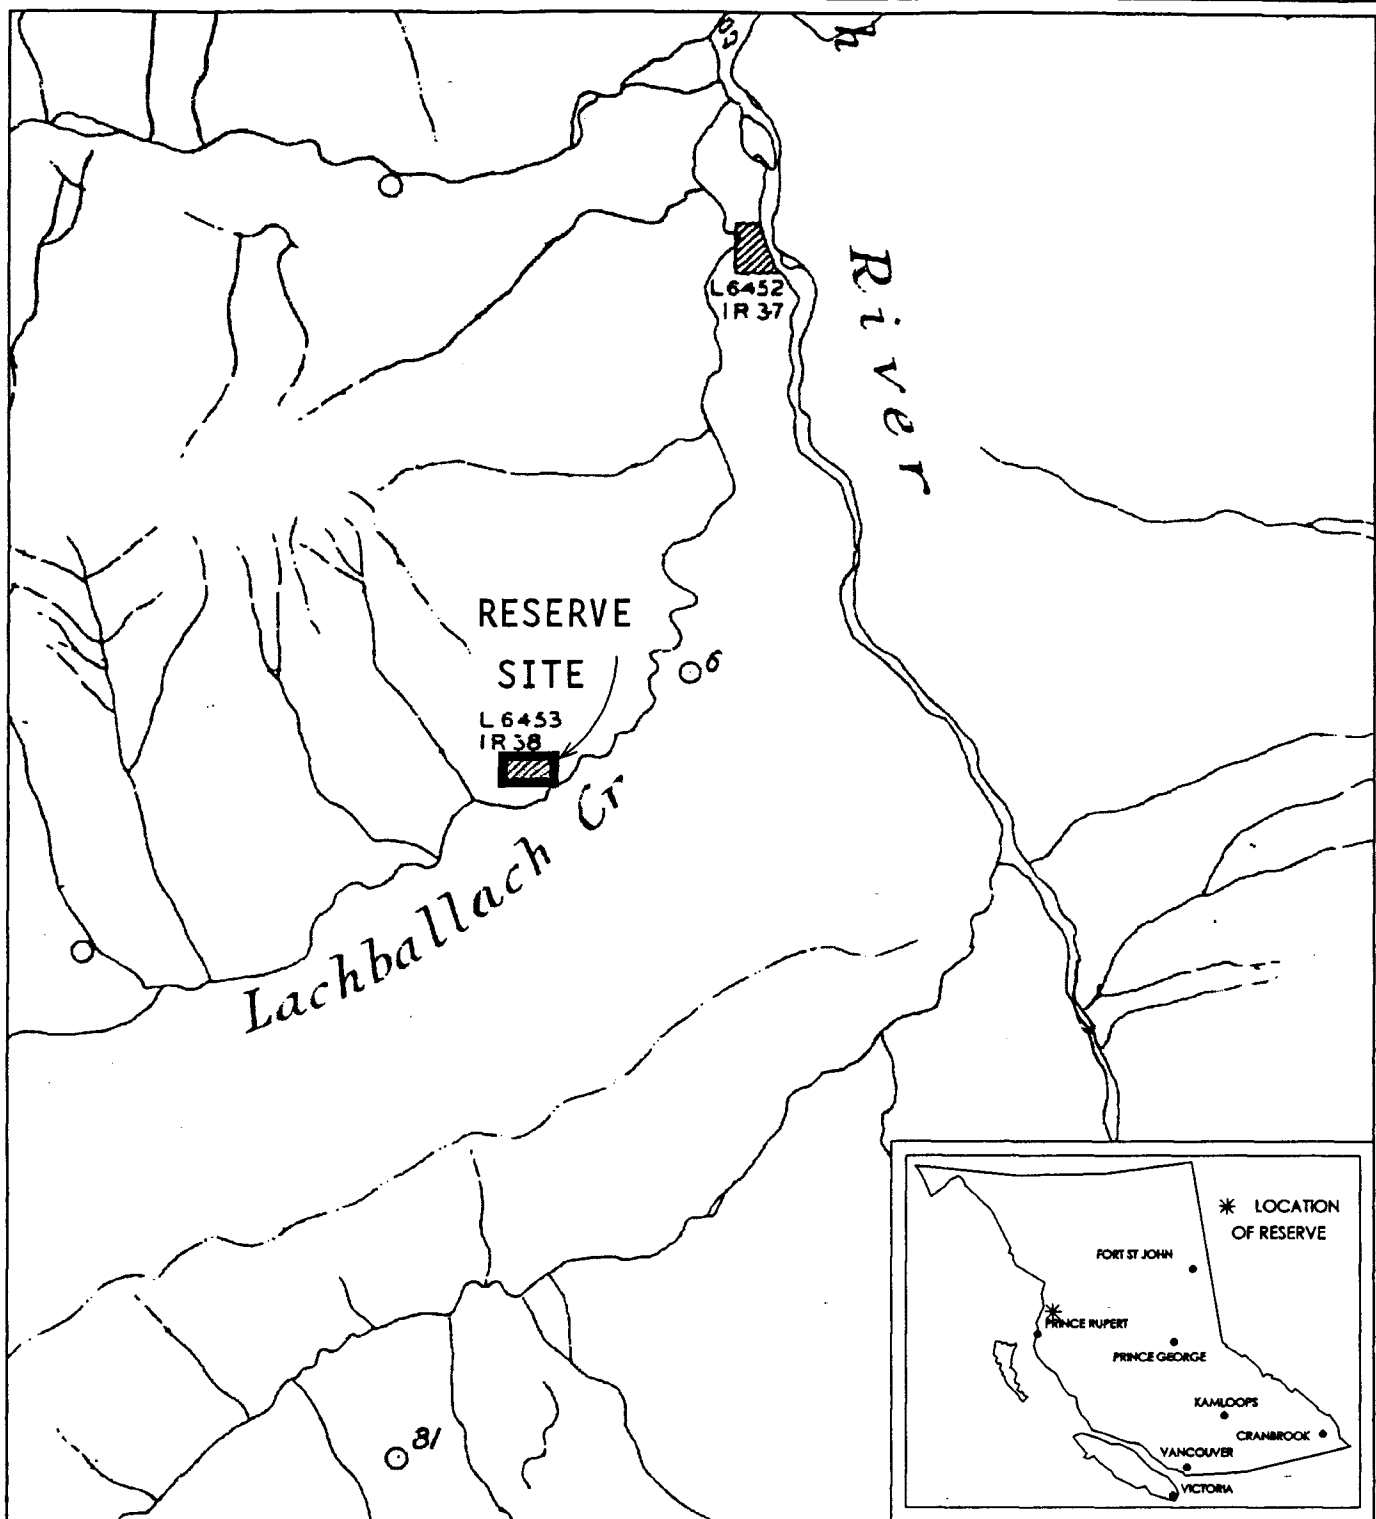 River
L 6452
IR 37
RESERVE
SITE
6
L 6453
IR 38
Lachballach Cr
81
LOCATION
OF RESERVE
FORT ST JOHN
PRINCE RUPERT
PRINCE GEORGE
KAMLOOPS
CRANBROOK
VANCOUVER
VICTORIA